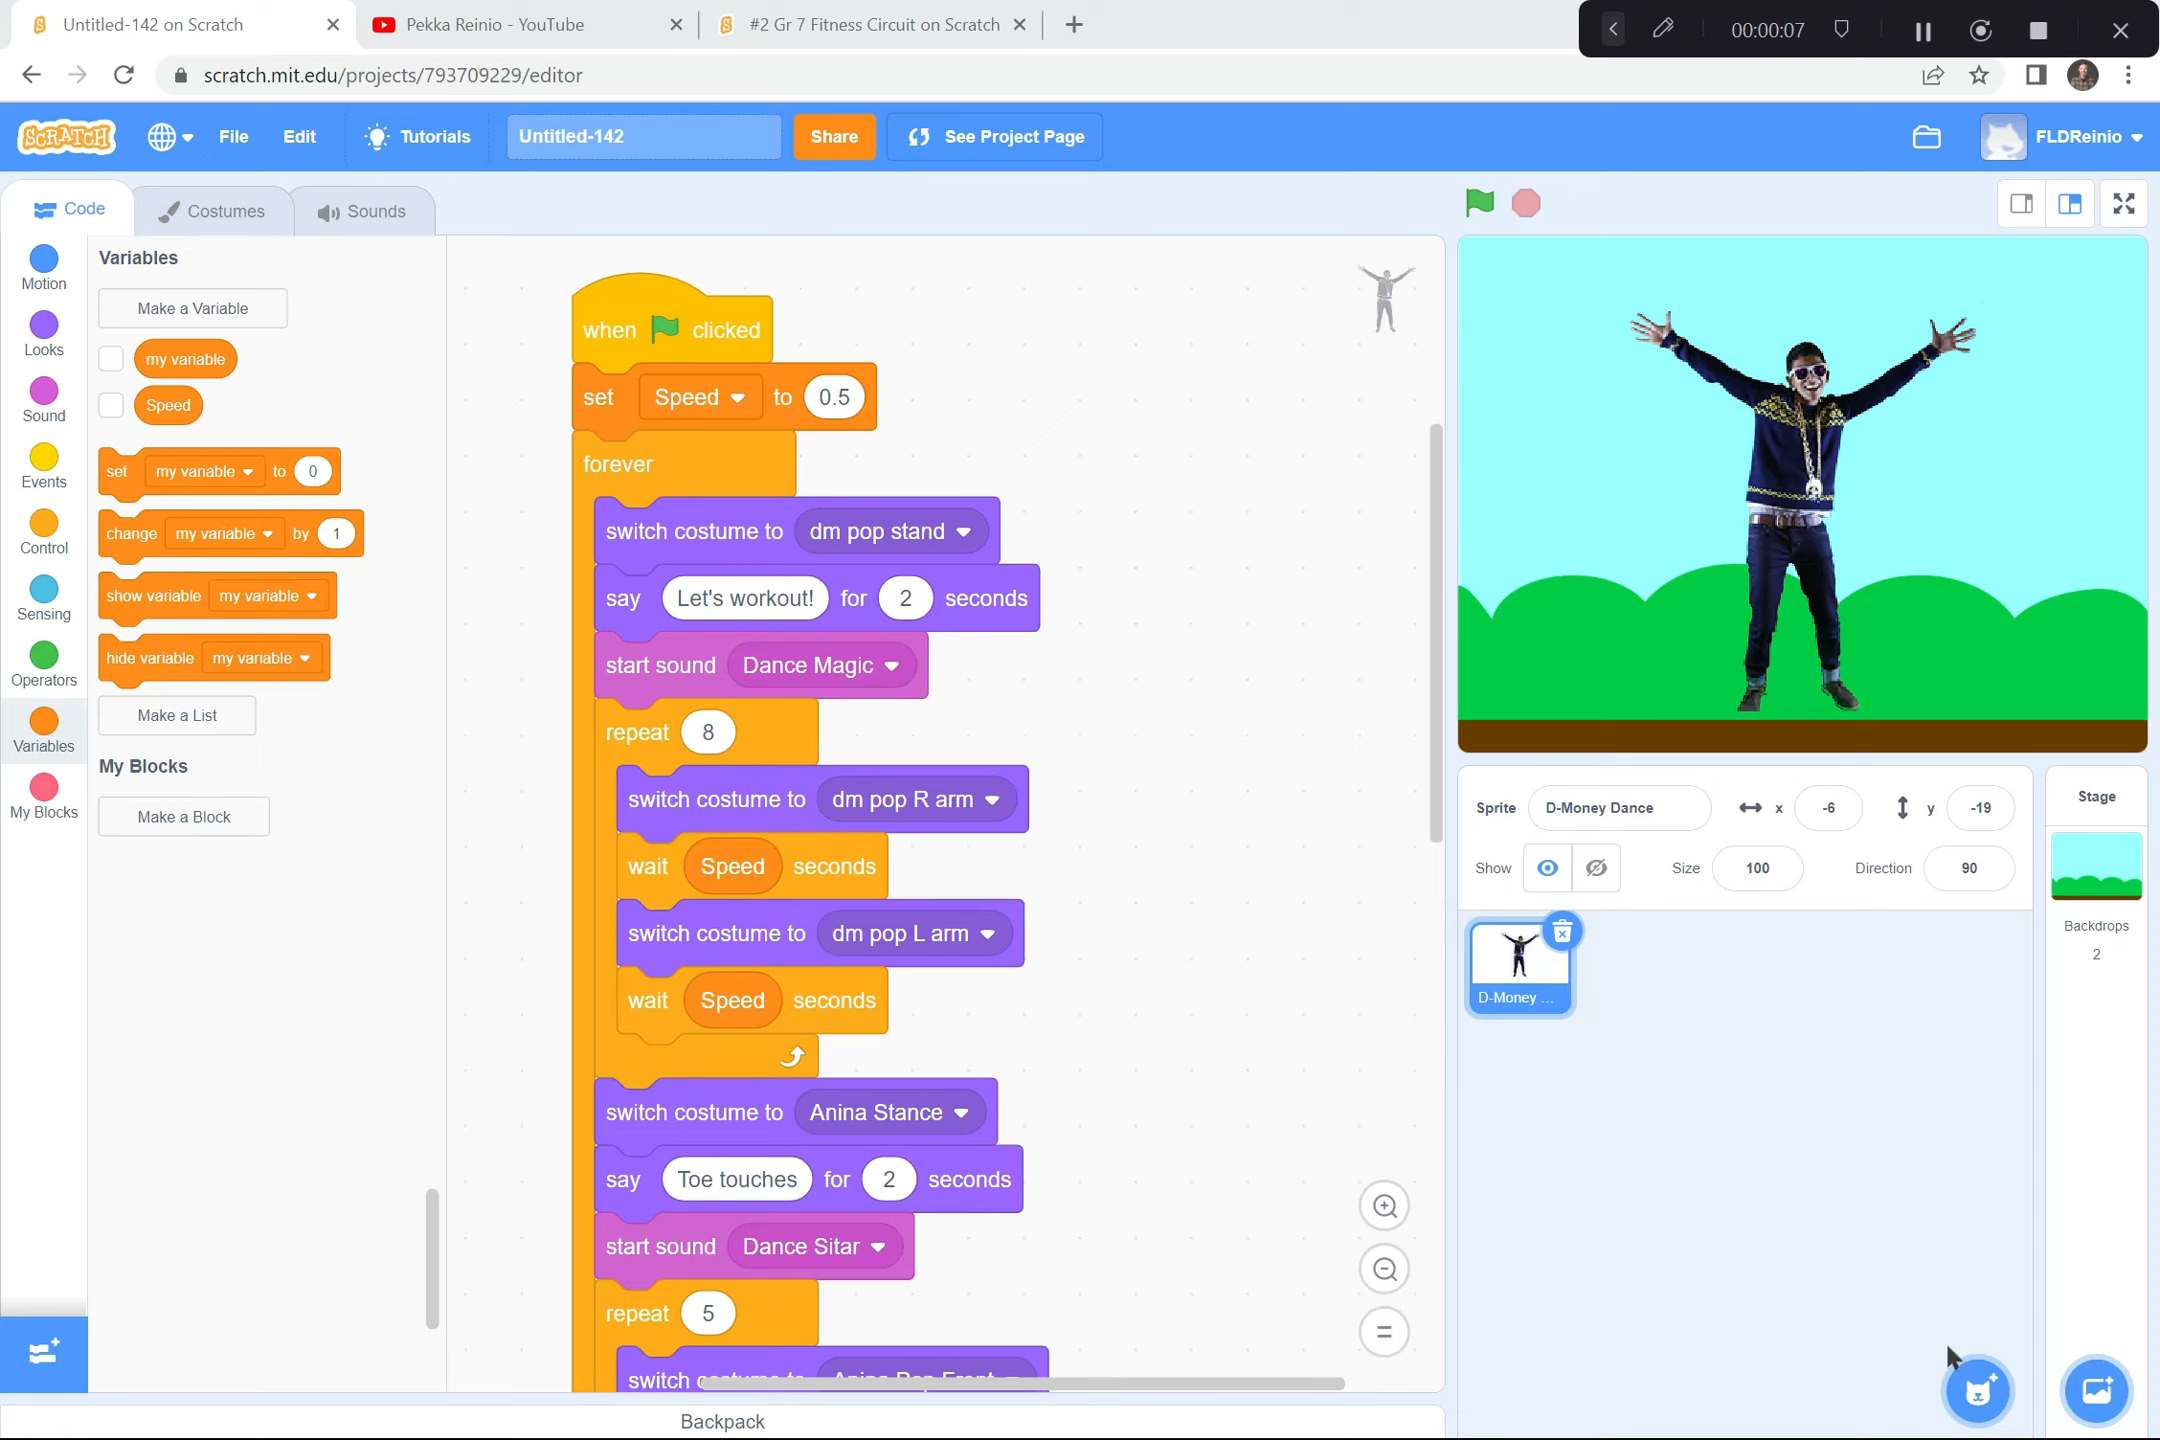 Untitled-142 on Scratch
Pekka Reinio - YouTube
#2 Gr 7 Fitness Circuit on Scratch
00:00:07
scratch.mit.edu/projects/793709229/editor
SCRATCH
File
Edit
Tutorials
Untitled-142
Share
See Project Page
FLDReinio
Code
Costumes
Sounds
Motion
Looks
Sound
Events
Control
Sensing
Operators
Variables
My Blocks
Variables
Make a Variable
my variable
Speed
set my variable to 0
change my variable by 1
show variable my variable
hide variable my variable
Make a List
My Blocks
Make a Block
when clicked
set Speed to 0.5
forever
switch costume to dm pop stand
say Let's workout! for 2 seconds
start sound Dance Magic
repeat 8
switch costume to dm pop R arm
wait Speed seconds
switch costume to dm pop L arm
wait Speed seconds
switch costume to Anina Stance
say Toe touches for 2 seconds
start sound Dance Sitar
repeat 5
switch costume to Anina Pop Front
Backpack
Sprite D-Money Dance x -6 y -19
Show Size 100 Direction 90
D-Money ...
Stage
Backdrops
2